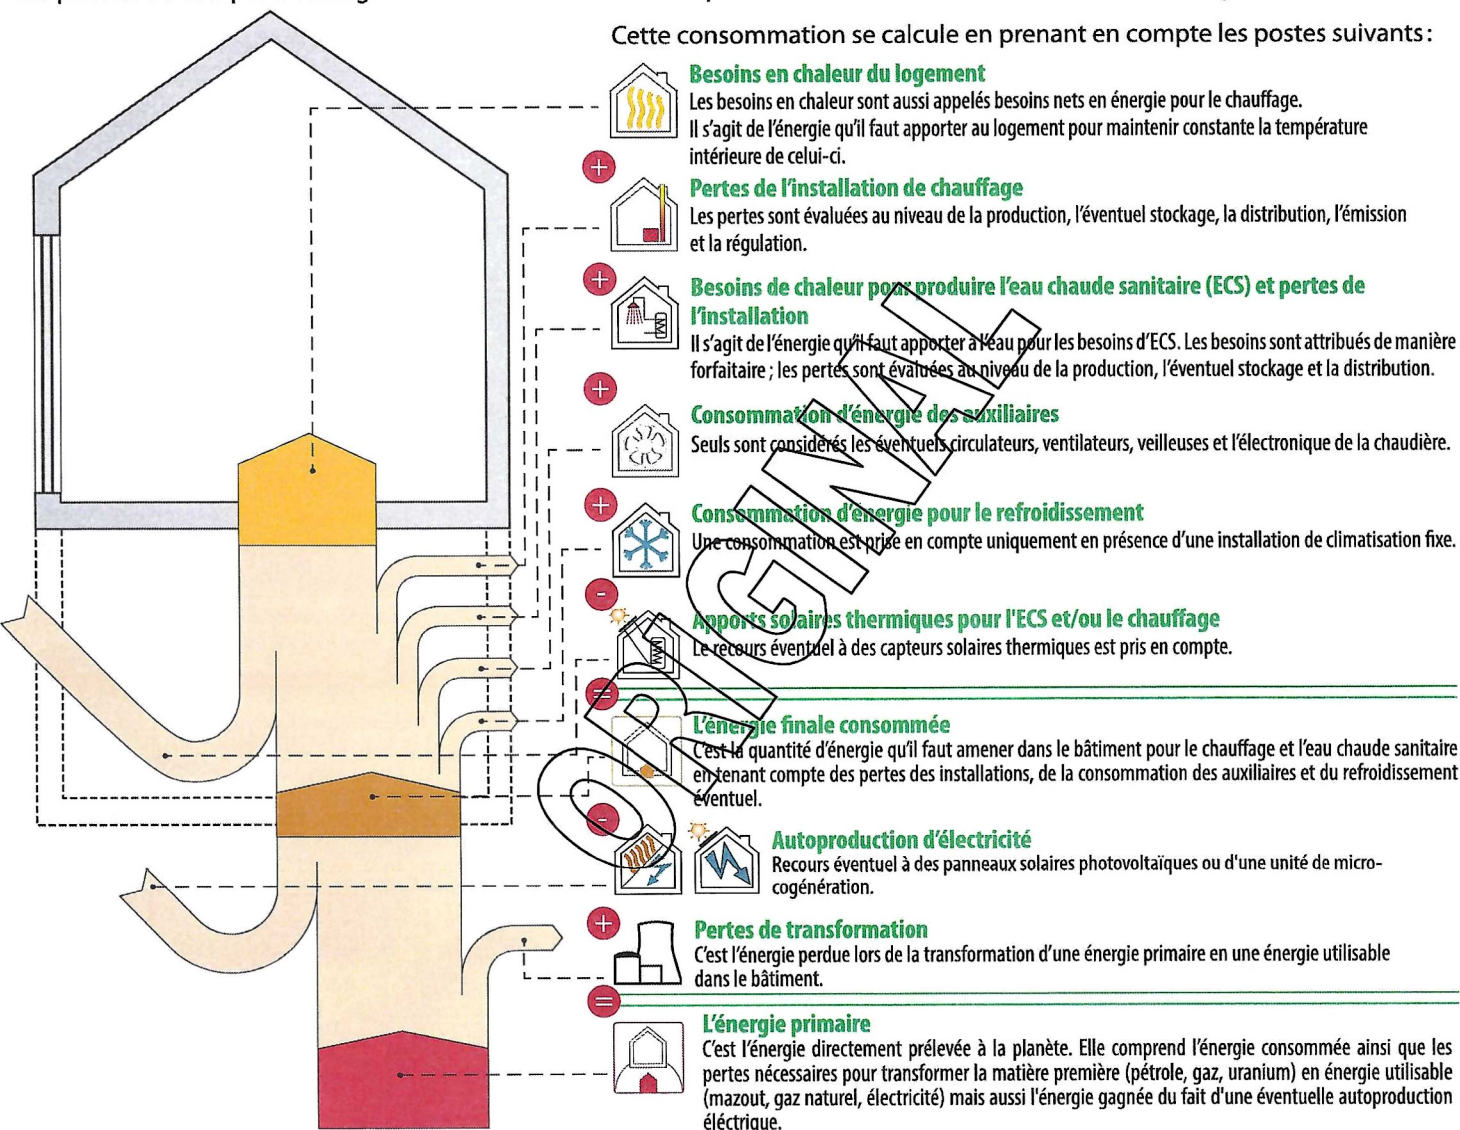 Cette consommation se calcule en prenant en compte les postes suivants :
Besoins en chaleur du logement
Les besoins en chaleur sont aussi appelés besoins nets en énergie pour le chauffage.
Il s'agit de l'énergie qu'il faut apporter au logement pour maintenir constante la température
intérieure de celui-ci.
+
Pertes de l'installation de chauffage
Les pertes sont évaluées au niveau de la production, l'éventuel stockage, la distribution, l'émission
et la régulation.
+
Besoins de chaleur pour produire l'eau chaude sanitaire (ECS) et pertes de
l'installation
Il s'agit de l'énergie qu'il faut apporter à l'eau pour les besoins d'ECS. Les besoins sont attribués de manière
forfaitaire ; les pertes sont évaluées au niveau de la production, l'éventuel stockage et la distribution.
+
Consommation d'énergie des auxiliaires
Seuls sont considérés les éventuels circulateurs, ventilateurs, veilleuses et l'électronique de la chaudière.
+
Consommation d'énergie pour le refroidissement
Une consommation est prise en compte uniquement en présence d'une installation de climatisation fixe.
-
Apports solaires thermiques pour l'ECS et/ou le chauffage
Le recours éventuel à des capteurs solaires thermiques est pris en compte.
=
L'énergie finale consommée
C'est la quantité d'énergie qu'il faut amener dans le bâtiment pour le chauffage et l'eau chaude sanitaire
en tenant compte des pertes des installations, de la consommation des auxiliaires et du refroidissement
éventuel.
-
Autoproduction d'électricité
Recours éventuel à des panneaux solaires photovoltaïques ou d'une unité de micro-
cogénération.
+
Pertes de transformation
C'est l'énergie perdue lors de la transformation d'une énergie primaire en une énergie utilisable
dans le bâtiment.
=
L'énergie primaire
C'est l'énergie directement prélevée à la planète. Elle comprend l'énergie consommée ainsi que les
pertes nécessaires pour transformer la matière première (pétrole, gaz, uranium) en énergie utilisable
(mazout, gaz naturel, électricité) mais aussi l'énergie gagnée du fait d'une éventuelle autoproduction
éléctrique.
ORIGINAL